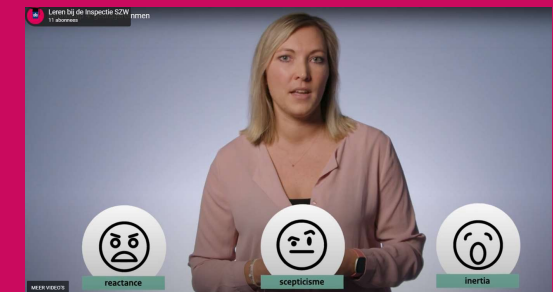 Leren bij de Inspectie SZW
11 abonnees
nmen
reactance
scepticisme
inertia
MEER VIDEO'S